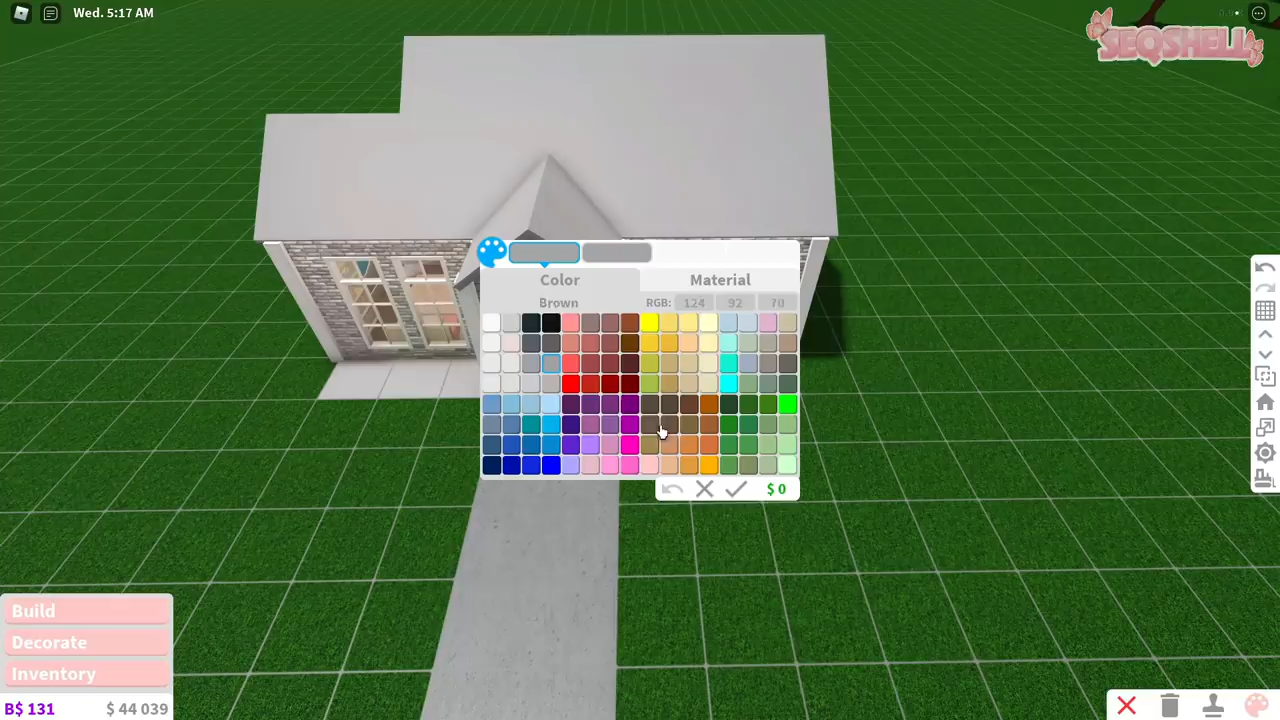 Wed. 5:17 AM
SEQSHELL
Color
Material
Brown
RGB: 124 92 70
$ 0
Build
Decorate
Inventory
B$ 131
$ 44 039